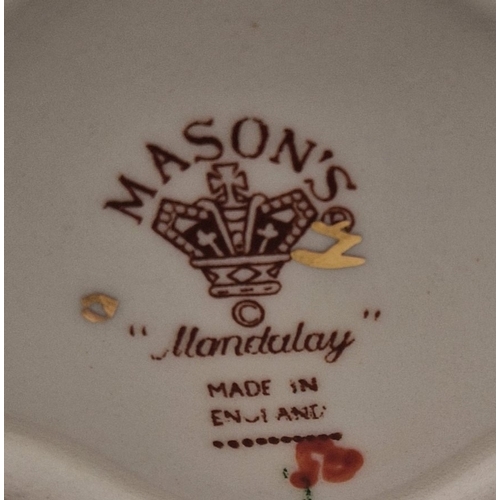 MASON'S ®
©
"Mandalay"
MADE IN
ENGLAND